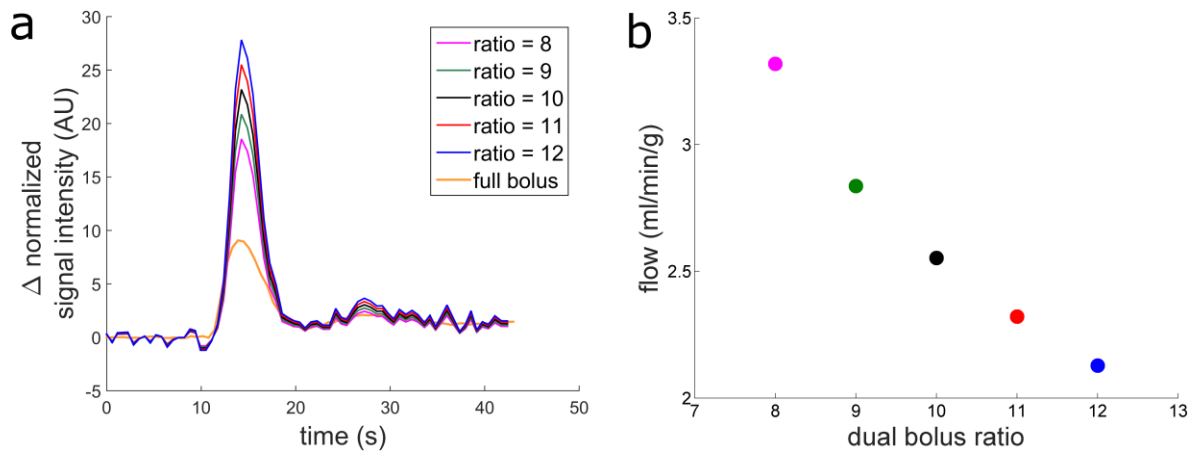 a
30
25
20
15
10
5
0
-5
Δ normalized
signal intensity (AU)
ratio = 8
ratio = 9
ratio = 10
ratio = 11
ratio = 12
full bolus
0
10
20
30
40
50
time (s)
b
3.5
3
2.5
2
flow (ml/min/g)
7
8
9
10
11
12
13
dual bolus ratio